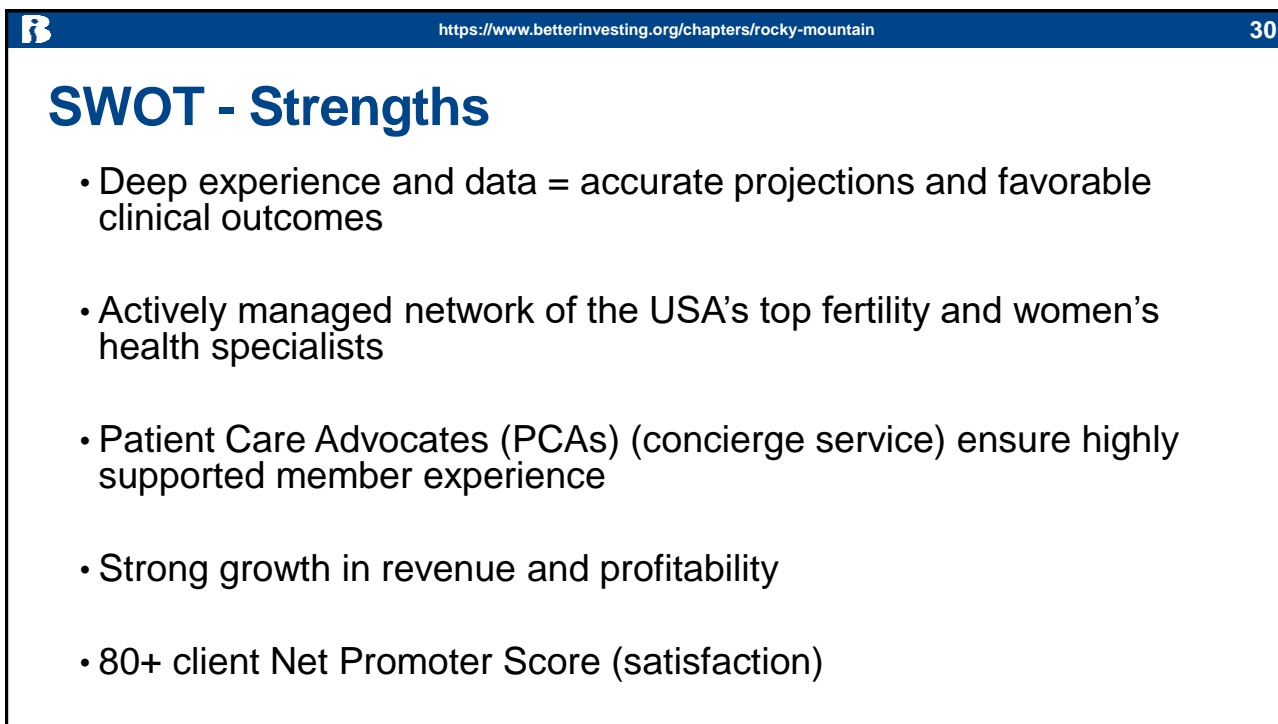 https://www.betterinvesting.org/chapters/rocky-mountain
30
SWOT - Strengths
• Deep experience and data = accurate projections and favorable
clinical outcomes
• Actively managed network of the USA’s top fertility and women’s
health specialists
• Patient Care Advocates (PCAs) (concierge service) ensure highly
supported member experience
• Strong growth in revenue and profitability
• 80+ client Net Promoter Score (satisfaction)